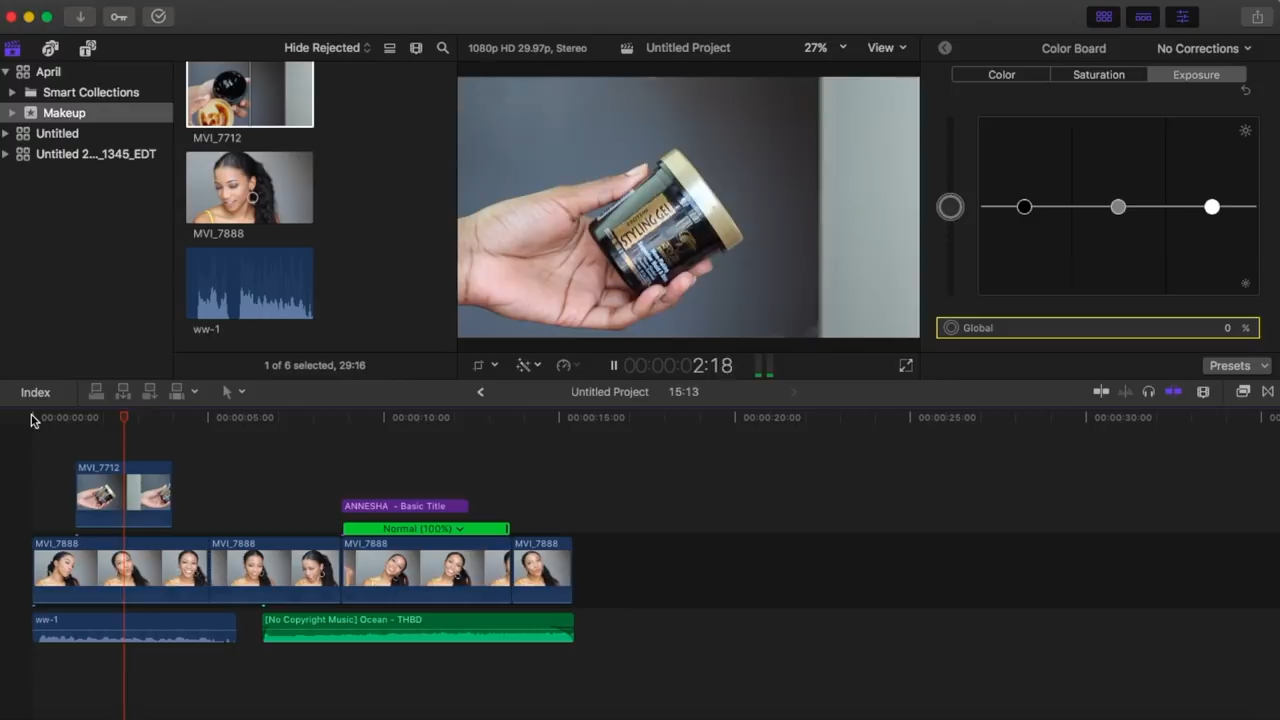 Hide Rejected
1080p HD 29.97p, Stereo
Untitled Project
27%
View
Color Board
No Corrections
April
Smart Collections
Makeup
Untitled
Untitled 2..._1345_EDT
MVI_7712
MVI_7888
ww-1
1 of 6 selected, 29:16
STYLING GEL
00:00:00:02:18
Color
Saturation
Exposure
Global
0 %
Presets
Index
Untitled Project
15:13
00:00:00:00
00:00:05:00
00:00:10:00
00:00:15:00
00:00:20:00
00:00:25:00
00:00:30:00
00
MVI_7712
ANNESHA - Basic Title
Normal (100%)
MVI_7888
MVI_7888
MVI_7888
MVI_7888
ww-1
[No Copyright Music] Ocean - THBD